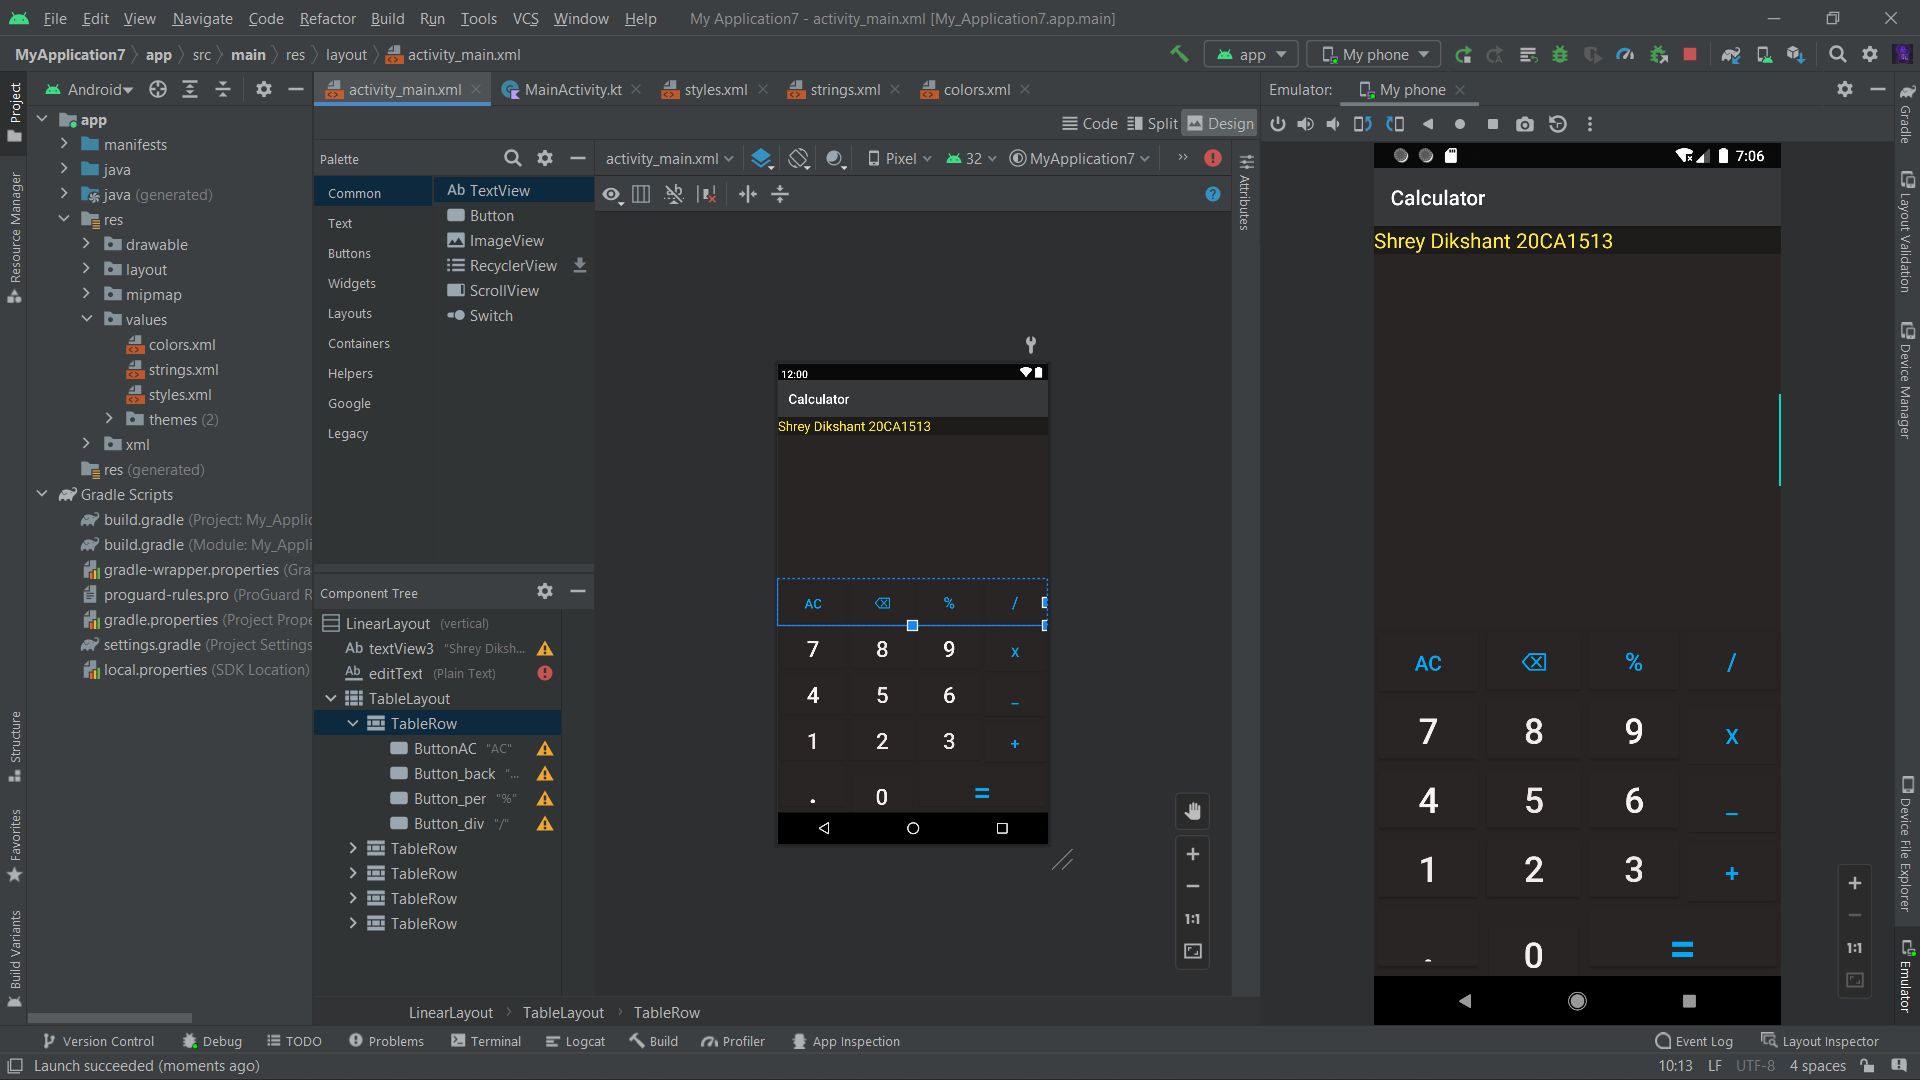 File Edit View Navigate Code Refactor Build Run Tools VCS Window Help My Application7 - activity_main.xml [My_Application7.app.main]
MyApplication7 app src main res layout activity_main.xml app My phone
Project
Resource Manager
Structure
Favorites
Build Variants
Android
app
manifests
java
java (generated)
res
drawable
layout
mipmap
values
colors.xml
strings.xml
styles.xml
themes (2)
xml
res (generated)
Gradle Scripts
build.gradle (Project: My_Applic
build.gradle (Module: My_Appli
gradle-wrapper.properties (Gra
proguard-rules.pro (ProGuard R
gradle.properties (Project Prope
settings.gradle (Project Settings
local.properties (SDK Location)
activity_main.xml MainActivity.kt styles.xml strings.xml colors.xml
Code Split Design
Palette
Common
Text
Buttons
Widgets
Layouts
Containers
Helpers
Google
Legacy
Ab TextView
Button
ImageView
RecyclerView
ScrollView
Switch
activity_main.xml Pixel 32 MyApplication7
Attributes
Component Tree
LinearLayout (vertical)
Ab textView3 "Shrey Diksh...
Ab editText (Plain Text)
TableLayout
TableRow
ButtonAC "AC"
Button_back "...
Button_per "%"
Button_div "/"
TableRow
TableRow
TableRow
TableRow
12:00
Calculator
Shrey Dikshant 20CA1513
AC ⌫ % /
7 8 9 x
4 5 6 _
1 2 3 +
. 0 =
1:1
LinearLayout TableLayout TableRow
Emulator: My phone
7:06
Calculator
Shrey Dikshant 20CA1513
AC ⌫ % /
7 8 9 x
4 5 6 _
1 2 3 +
. 0 =
1:1
Gradle
Layout Validation
Device Manager
Device File Explorer
Emulator
Version Control Debug TODO Problems Terminal Logcat Build Profiler App Inspection Event Log Layout Inspector
Launch succeeded (moments ago) 10:13 LF UTF-8 4 spaces